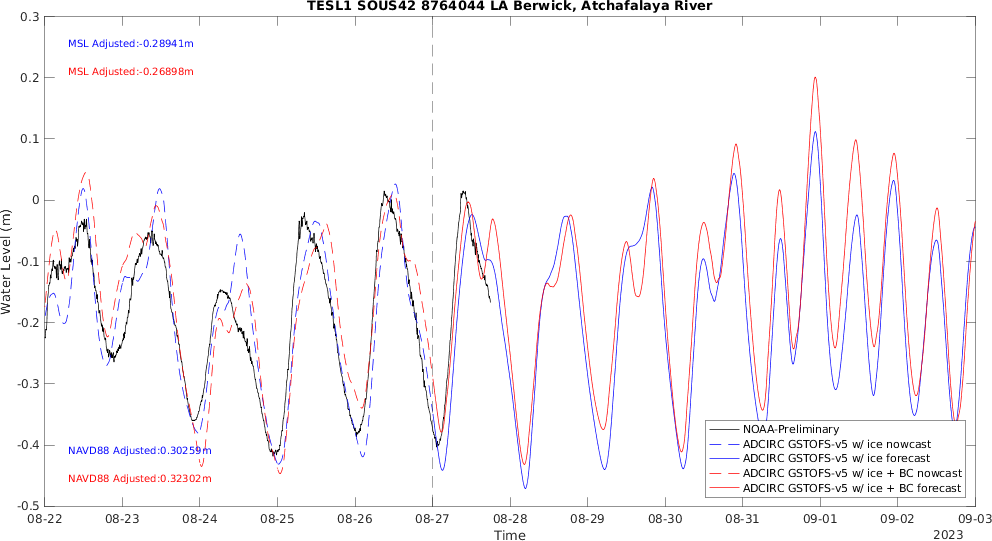 TESL1 SOUS42 8764044 LA Berwick, Atchafalaya River
0.3
0.2
0.1
0
-0.1
-0.2
-0.3
-0.4
-0.5
Water Level (m)
MSL Adjusted:-0.28941m
MSL Adjusted:-0.26898m
NAVD88 Adjusted:0.30259m
NAVD88 Adjusted:0.32302m
NOAA-Preliminary
ADCIRC GSTOFS-v5 w/ ice nowcast
ADCIRC GSTOFS-v5 w/ ice forecast
ADCIRC GSTOFS-v5 w/ ice + BC nowcast
ADCIRC GSTOFS-v5 w/ ice + BC forecast
08-22 08-23 08-24 08-25 08-26 08-27 08-28 08-29 08-30 08-31 09-01 09-02 09-03
Time
2023